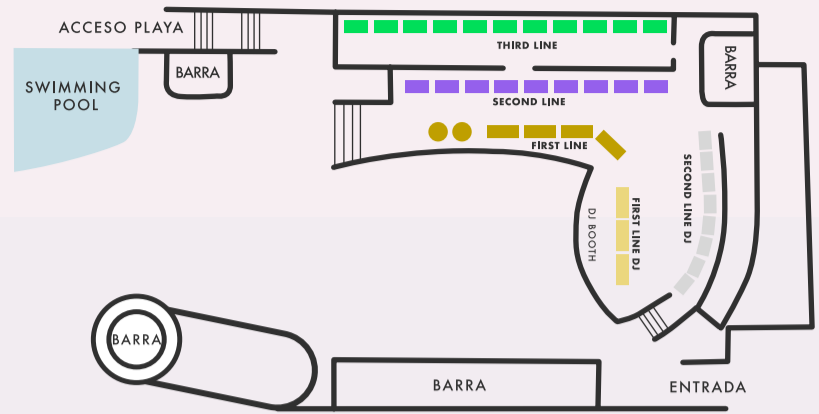 ACCESO PLAYA
THIRD LINE
BARRA
BARRA
SWIMMING
POOL
SECOND LINE
FIRST LINE
SECOND LINE DJ
FIRST LINE DJ
DJ BOOTH
BARRA
BARRA
ENTRADA